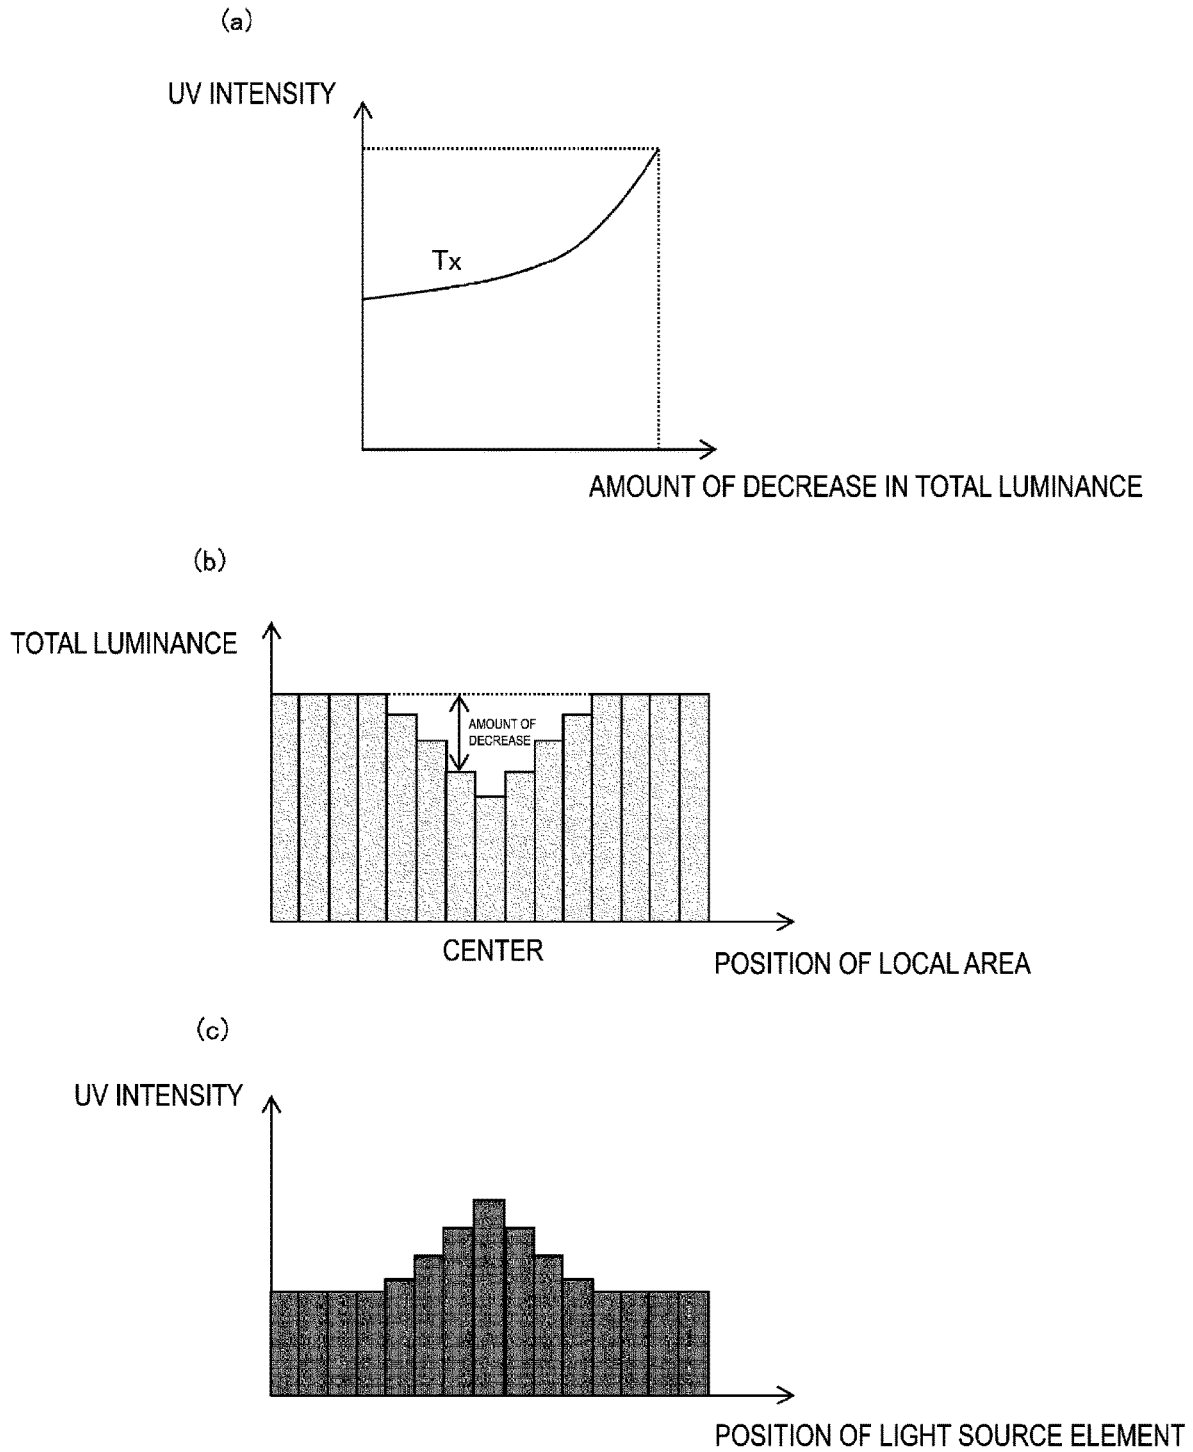 (a)
UV INTENSITY
Tx
AMOUNT OF DECREASE IN TOTAL LUMINANCE
(b)
TOTAL LUMINANCE
AMOUNT OF
DECREASE
CENTER
POSITION OF LOCAL AREA
(c)
UV INTENSITY
POSITION OF LIGHT SOURCE ELEMENT